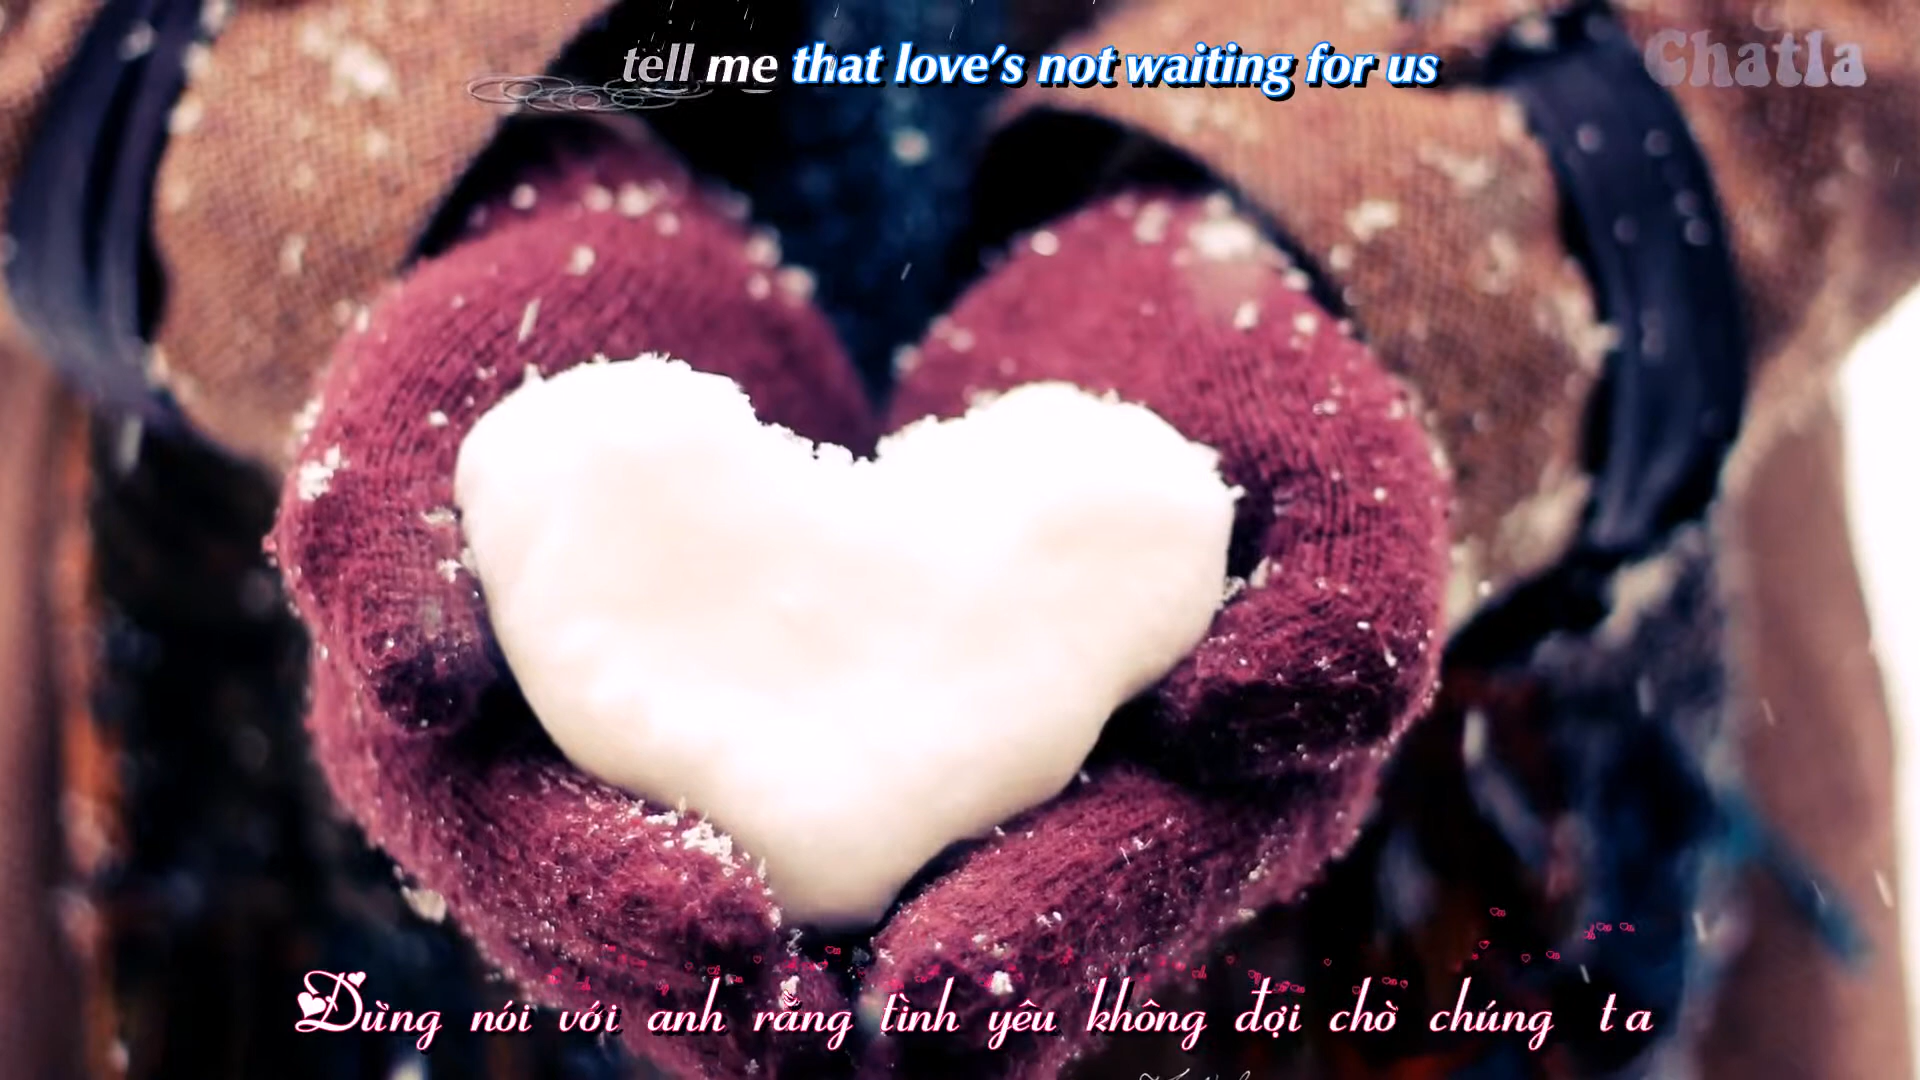 tell me that love's not waiting for us
Chatla
Đừng nói với anh rằng tình yêu không đợi chờ chúng ta